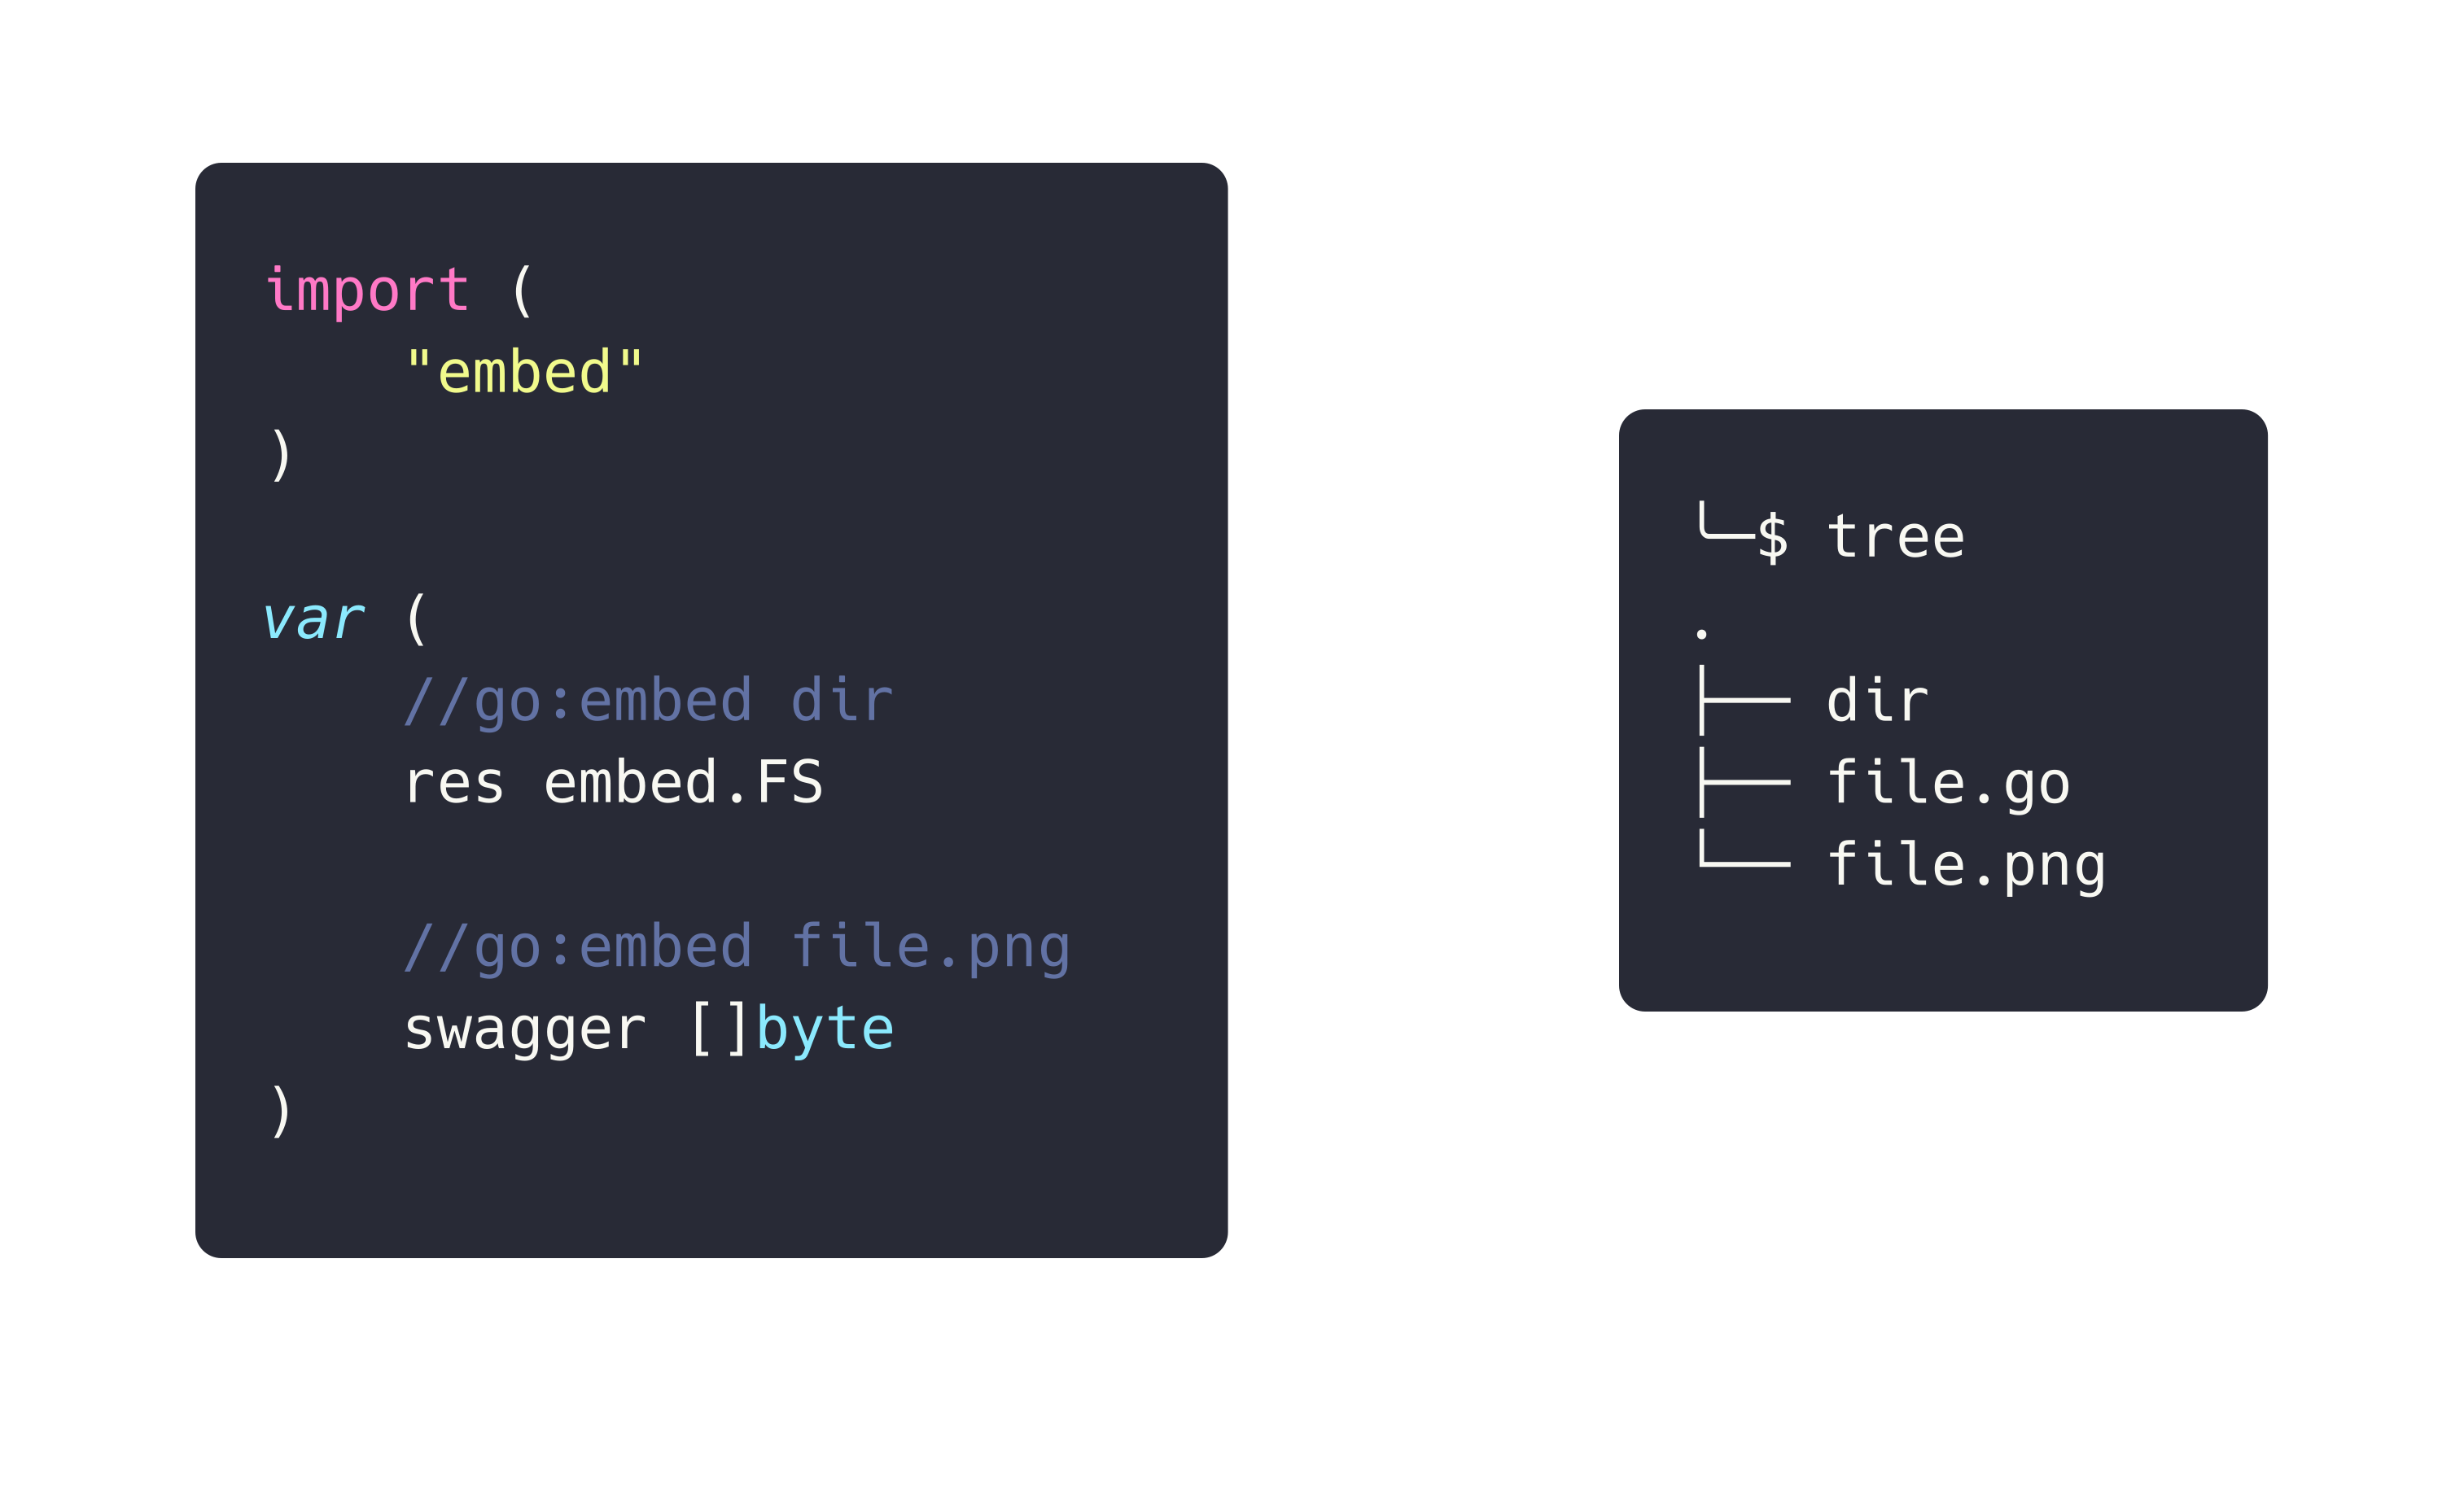 import (
    "embed"
)
var (
    //go:embed dir
    res embed.FS
    //go:embed file.png
    swagger []byte
)
╰─$ tree
.
├── dir
├── file.go
└── file.png